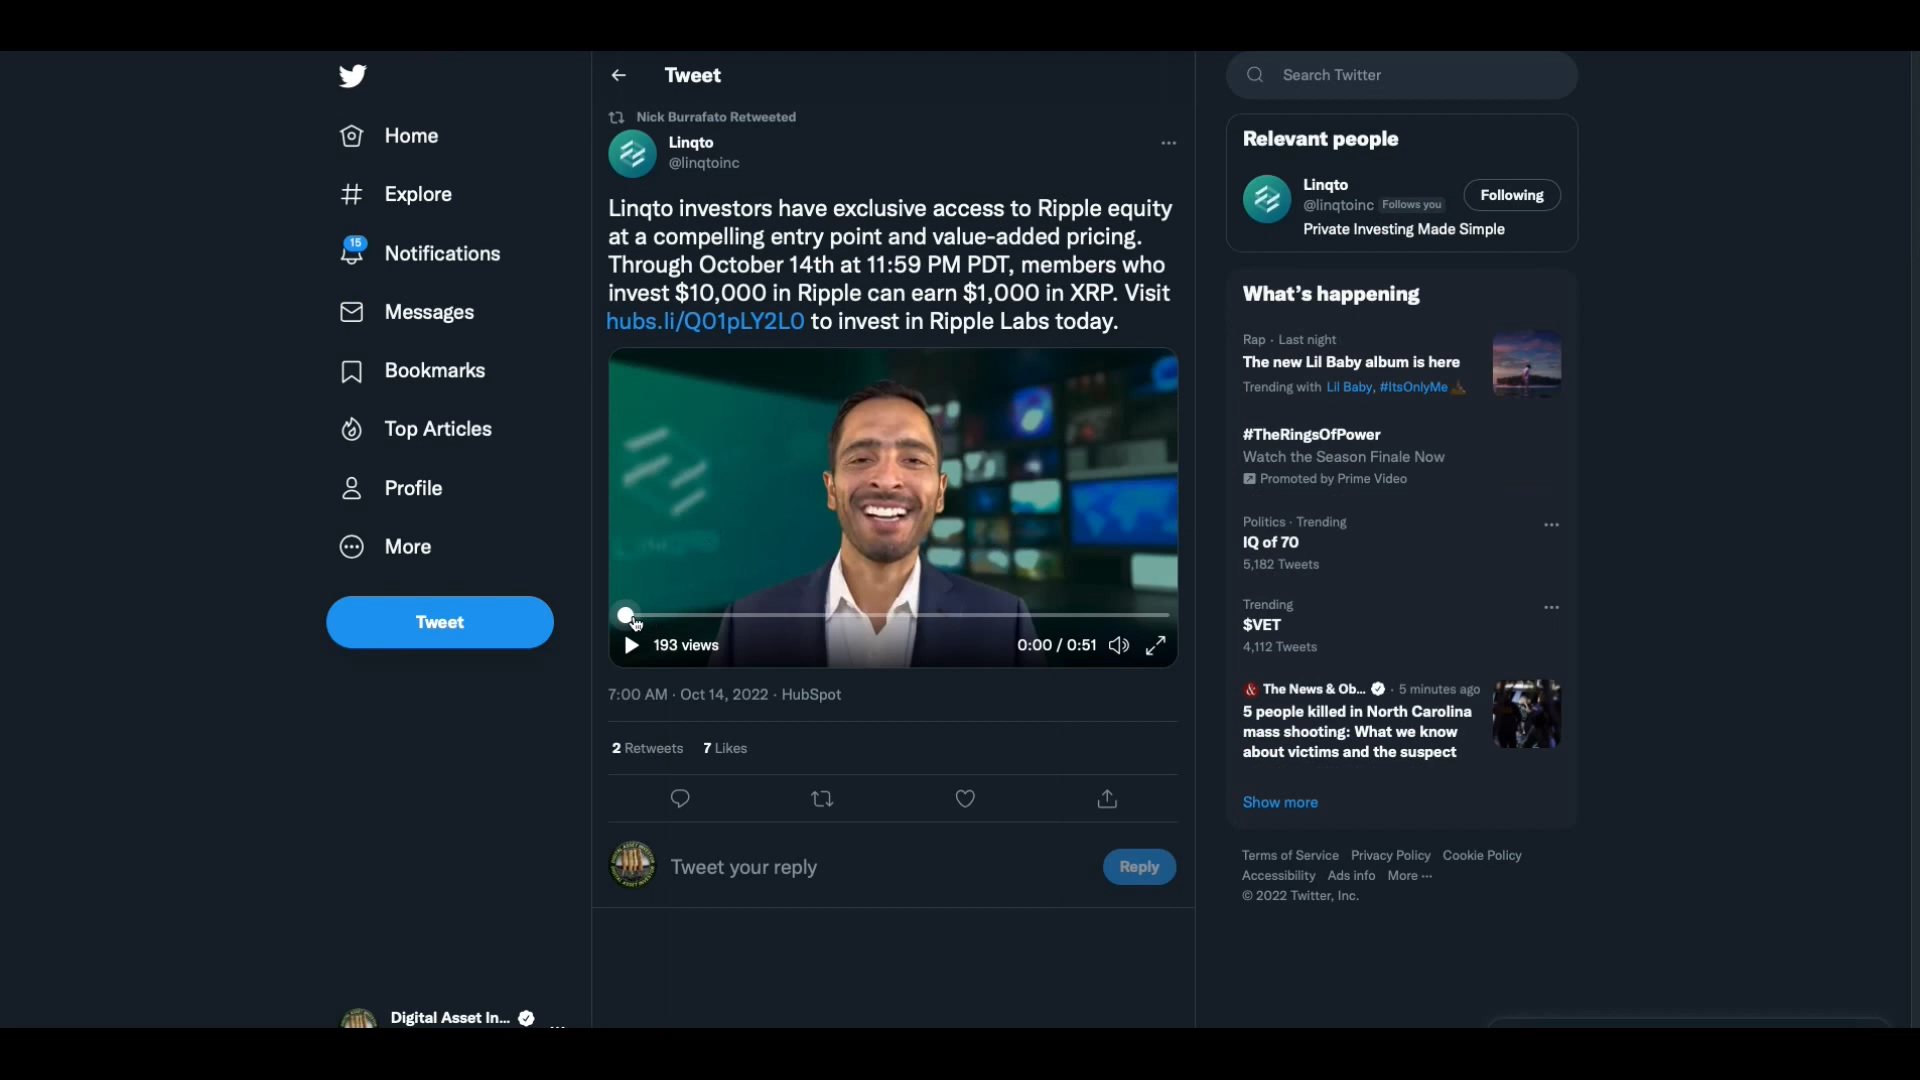 Home
Explore
15
Notifications
Messages
Bookmarks
Top Articles
Profile
More
Tweet
Digital Asset In...
Tweet
Nick Burrafato Retweeted
Linqto
@linqtoinc
Linqto investors have exclusive access to Ripple equity
at a compelling entry point and value-added pricing.
Through October 14th at 11:59 PM PDT, members who
invest $10,000 in Ripple can earn $1,000 in XRP. Visit
hubs.li/Q01pLY2L0 to invest in Ripple Labs today.
193 views
0:00 / 0:51
7:00 AM · Oct 14, 2022 · HubSpot
2 Retweets 7 Likes
Tweet your reply
Reply
Search Twitter
Relevant people
Linqto
@linqtoinc Follows you
Following
Private Investing Made Simple
What's happening
Rap · Last night
The new Lil Baby album is here
Trending with Lil Baby, #ItsOnlyMe
#TheRingsOfPower
Watch the Season Finale Now
Promoted by Prime Video
Politics · Trending
IQ of 70
5,182 Tweets
Trending
$VET
4,112 Tweets
The News & Ob... · 5 minutes ago
5 people killed in North Carolina
mass shooting: What we know
about victims and the suspect
Show more
Terms of Service Privacy Policy Cookie Policy
Accessibility Ads info More ...
© 2022 Twitter, Inc.